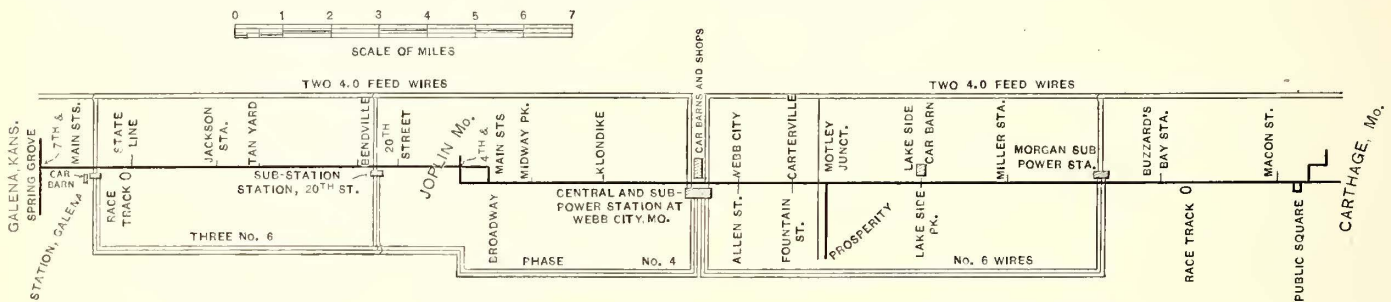 0 1 2 3 4 5 6 7
SCALE OF MILES
TWO 4.0 FEED WIRES
CAR BARNS AND SHOPS
TWO 4.0 FEED WIRES
GALENA, KANS.
SPRING GROVE
7TH &
MAIN STS.
STATE
LINE
JACKSON
STA.
TAN YARD
BENDVILLE
20TH
STREET
JOPLIN MO.
4TH &
MAIN STS
MIDWAY PK.
KLONDIKE
WEBB CITY
CARTERVILLE
MOTLEY
JUNCT.
LAKE SIDE
CAR BARN
MILLER STA.
MORGAN SUB
POWER STA.
BUZZARD'S
BAY STA.
MACON ST.
CARTHAGE, MO.
CAR
BARN
STATION, GALENA
RACE
TRACK
SUB-STATION
STATION, 20TH ST.
BROADWAY
CENTRAL AND SUB-
POWER STATION AT
WEBB CITY, MO.
ALLEN ST.
FOUNTAIN
ST.
PROSPERITY
LAKE SIDE
PK.
RACE TRACK
PUBLIC SQUARE
THREE No. 6
PHASE
No. 4
No. 6 WIRES